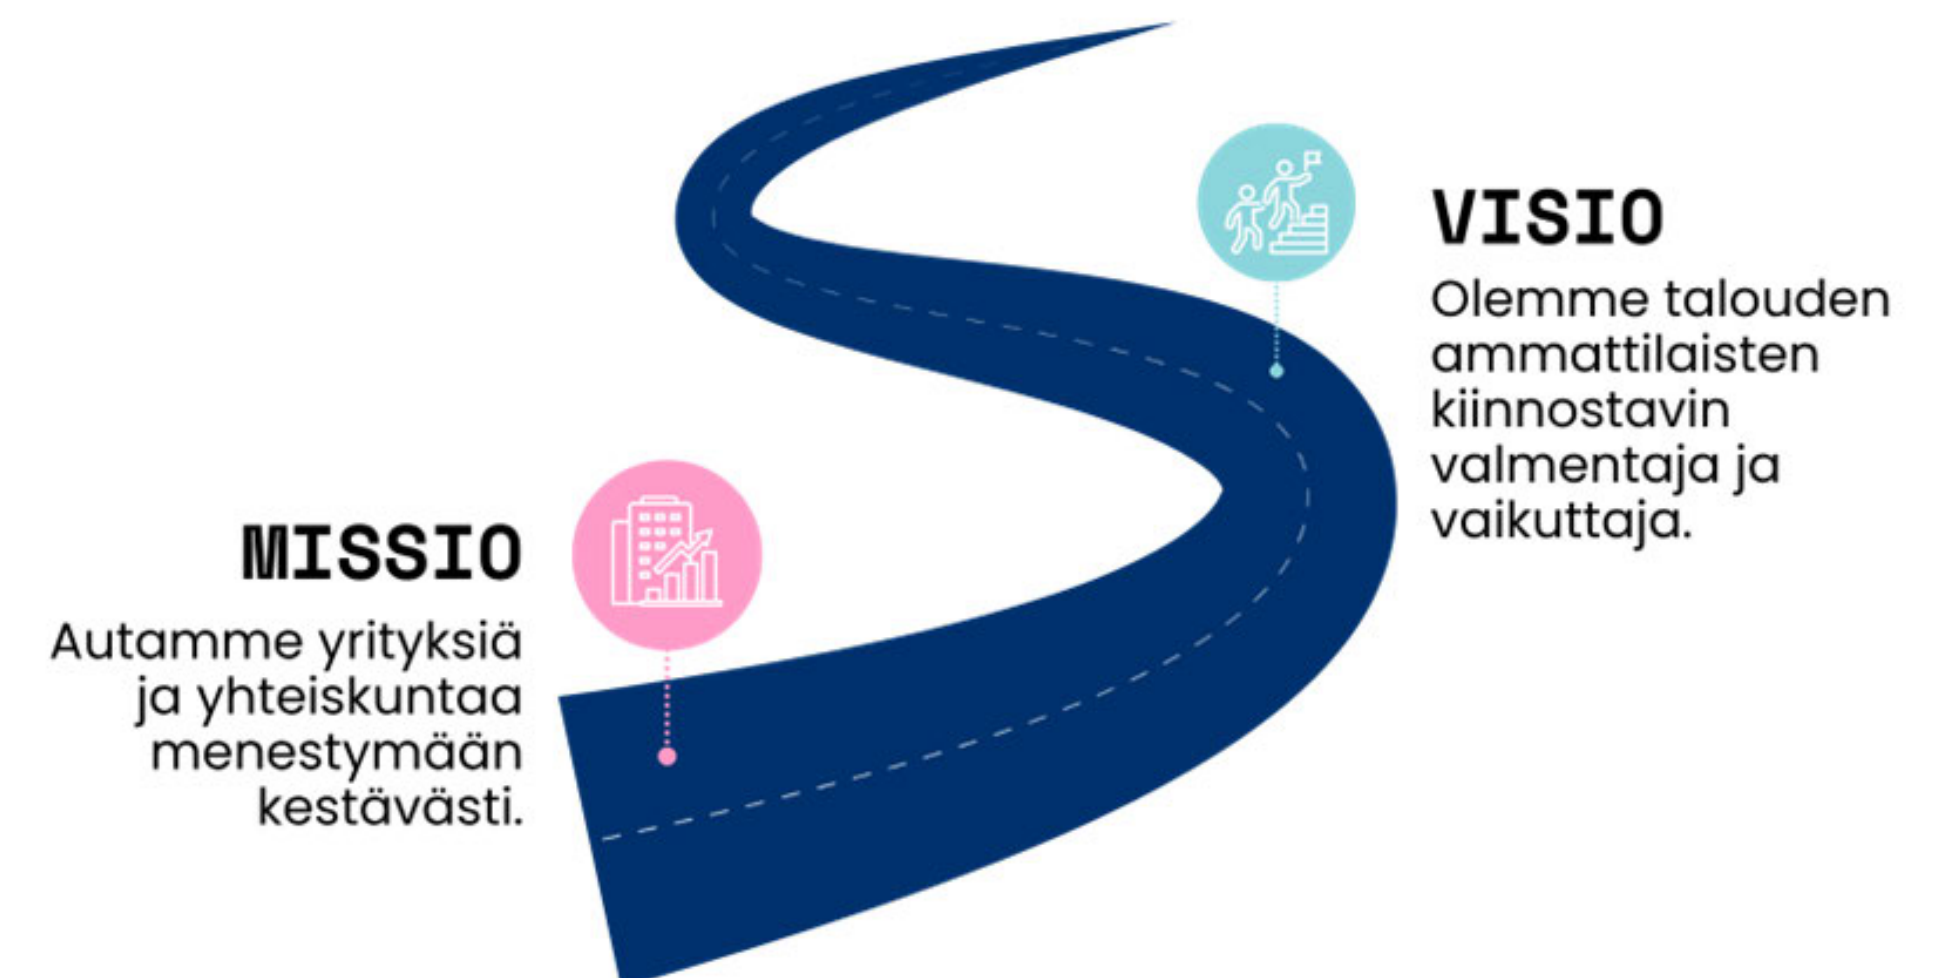 VISIO
Olemme talouden
ammattilaisten
kiinnostavin
valmentaja ja
vaikuttaja.
MISSIO
Autamme yrityksiä
ja yhteiskuntaa
menestymään
kestävästi.